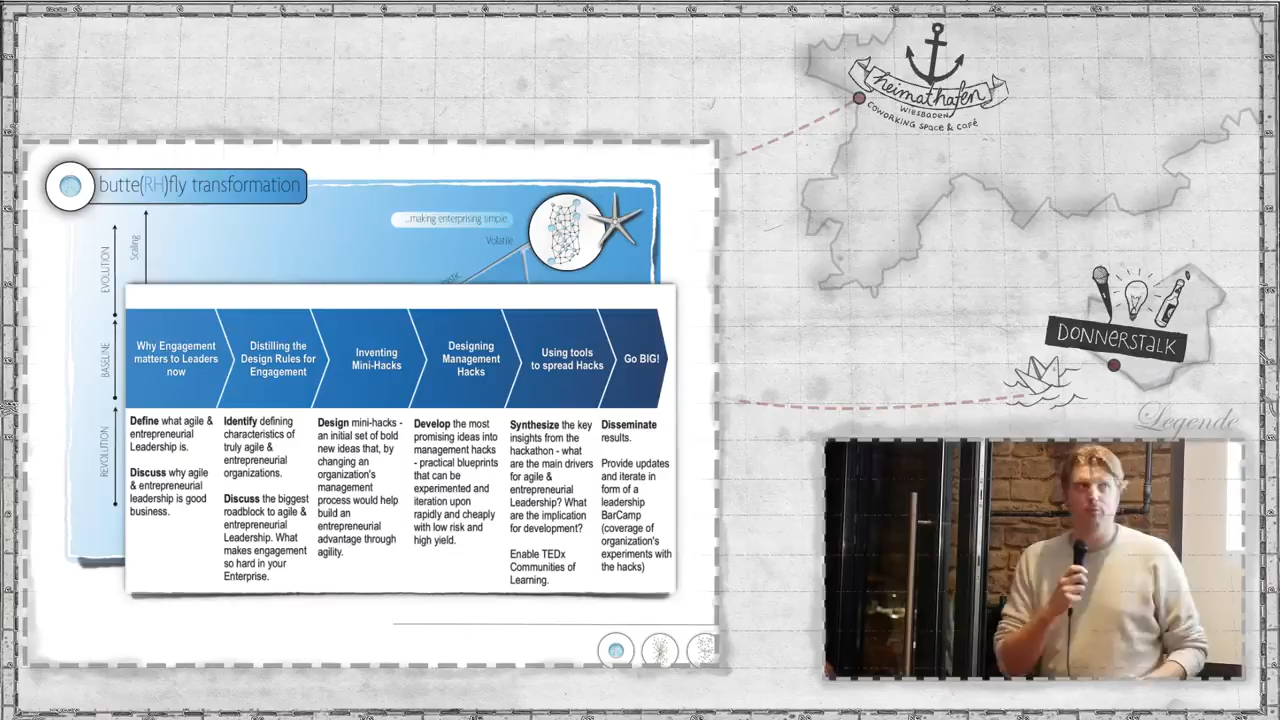 heimathafen
WIESBADEN
COWORKING SPACE & CAFÉ
butte(RH)fly transformation
...making enterprising simple.
Volatile
Scaling
EVOLUTION
BASELINE
REVOLUTION
DONNERSTALK
Legende
Why Engagement
matters to Leaders
now
Distilling the
Design Rules for
Engagement
Inventing
Mini-Hacks
Designing
Management
Hacks
Using tools
to spread Hacks
Go BIG!
Define what agile &
entrepreneurial
Leadership is.
Discuss why agile
& entrepreneurial
leadership is good
business.
Identify defining
characteristics of
truly agile &
entrepreneurial
organizations.
Discuss the biggest
roadblock to agile &
entrepreneurial
Leadership. What
makes engagement
so hard in your
Enterprise.
Design mini-hacks -
an initial set of bold
new ideas that, by
changing an
organization's
management
process would help
build an
entrepreneurial
advantage through
agility.
Develop the most
promising ideas into
management hacks
- practical blueprints
that can be
experimented and
iteration upon
rapidly and cheaply
with low risk and
high yield.
Synthesize the key
insights from the
hackathon - what
are the main drivers
for agile &
entrepreneurial
Leadership? What
are the implication
for development?
Enable TEDx
Communities of
Learning.
Disseminate
results.
Provide updates
and iterate in
form of a
leadership
BarCamp
(coverage of
organization's
experiments with
the hacks)